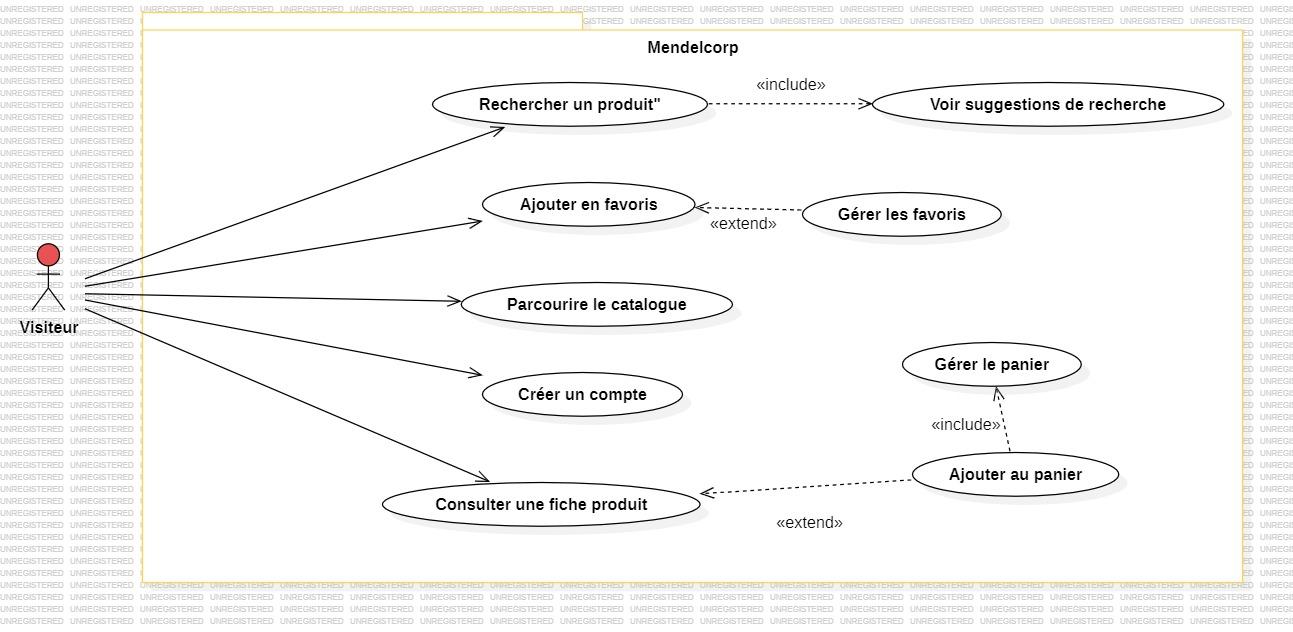 Mendelcorp
Rechercher un produit"
«include»
Voir suggestions de recherche
Ajouter en favoris
«extend»
Gérer les favoris
Visiteur
Parcourire le catalogue
Gérer le panier
Créer un compte
«include»
Ajouter au panier
Consulter une fiche produit
«extend»
UNREGISTERED